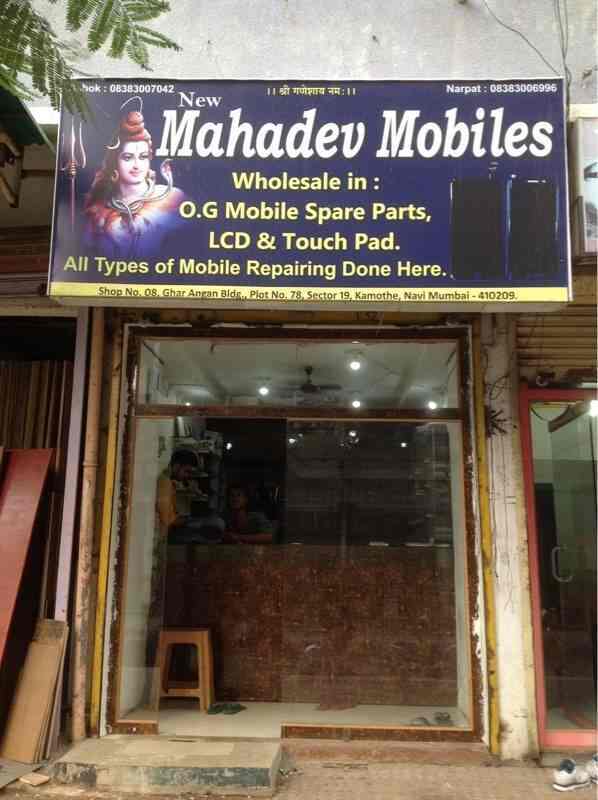 hok : 08383007042
।। श्री गणेशाय नम: ।।
Narpat : 08383006996
New
Mahadev Mobiles
Wholesale in :
O.G Mobile Spare Parts,
LCD & Touch Pad.
All Types of Mobile Repairing Done Here.
Shop No. 08, Ghar Angan Bldg., Plot No. 78, Sector 19, Kamothe, Navi Mumbai - 410209.